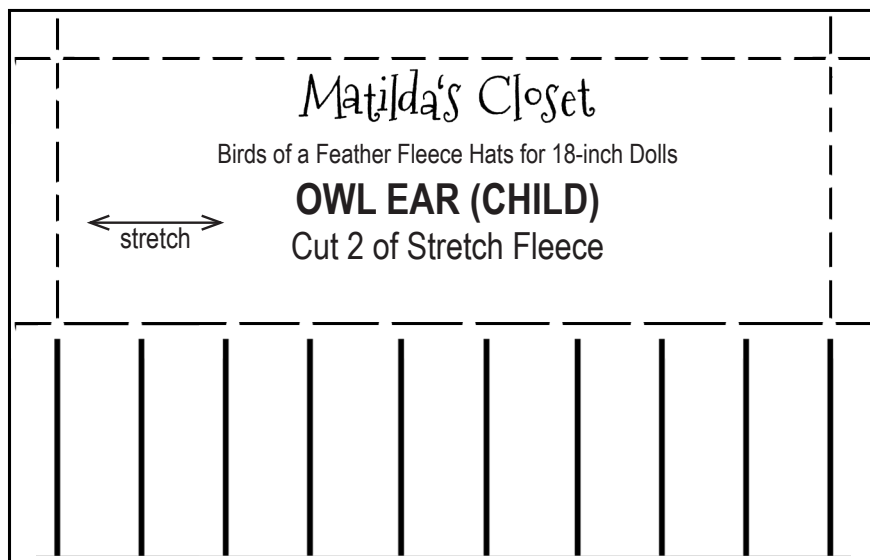 Matilda's Closet
Birds of a Feather Fleece Hats for 18-inch Dolls
OWL EAR (CHILD)
stretch
Cut 2 of Stretch Fleece